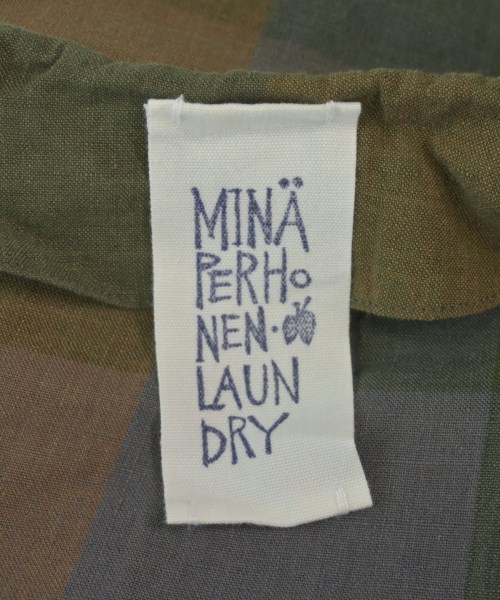 MINÄ
PERHO
NEN·
LAUN
DRY